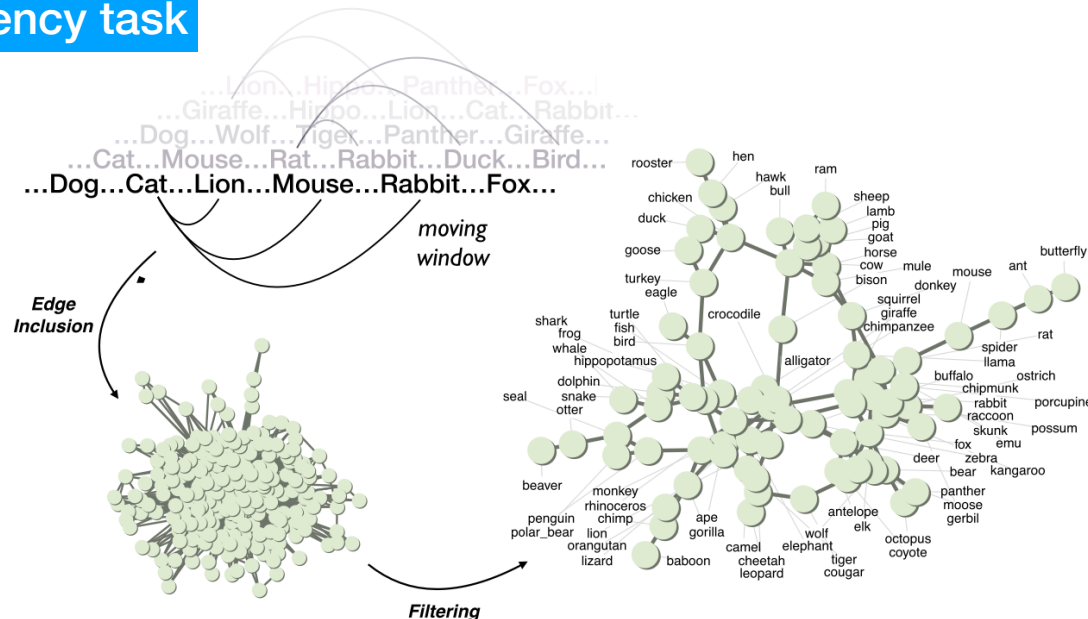 ency task
...Lion...Hippo...Panther...Fox...
...Giraffe...Hippo...Lion...Cat...Rabbit...
...Dog...Wolf...Tiger...Panther...Giraffe...
...Cat...Mouse...Rat...Rabbit...Duck...Bird...
...Dog...Cat...Lion...Mouse...Rabbit...Fox...
moving
window
Edge
Inclusion
Filtering
rooster
hen
hawk
bull
ram
chicken
sheep
lamb
duck
pig
goat
goose
horse
cow
mule
bison
turkey
eagle
mouse
donkey
ant
butterfly
squirrel
giraffe
chimpanzee
crocodile
turtle
fish
bird
shark
frog
whale
hippopotamus
alligator
spider
rat
llama
buffalo
ostrich
chipmunk
rabbit
porcupine
raccoon
possum
skunk
emu
fox
zebra
deer
bear
kangaroo
dolphin
snake
otter
seal
beaver
monkey
rhinoceros
chimp
penguin
polar_bear
lion
orangutan
lizard
baboon
ape
gorilla
camel
cheetah
leopard
wolf
elephant
tiger
cougar
antelope
elk
octopus
coyote
panther
moose
gerbil